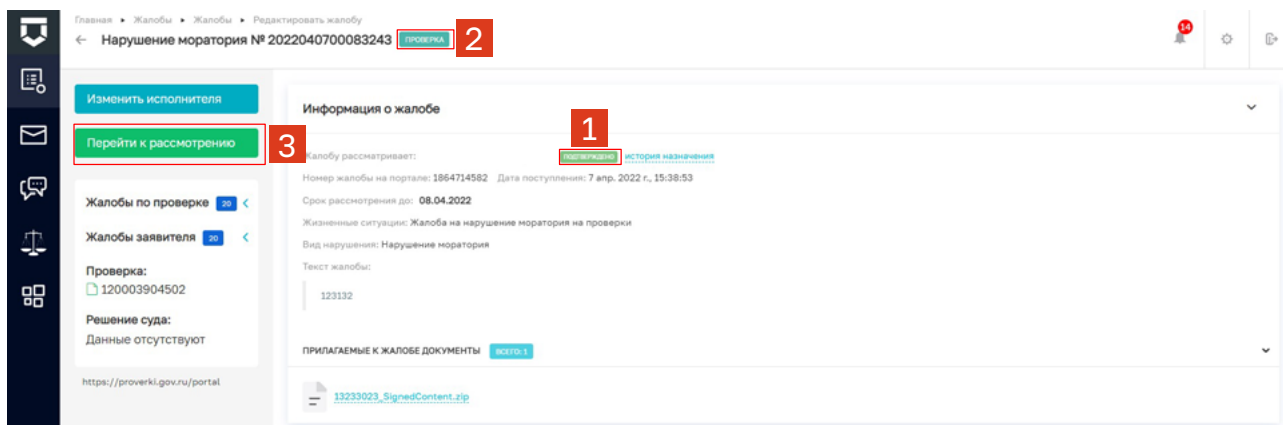 Главная ▸ Жалобы ▸ Жалобы ▸ Редактировать жалобу
← Нарушение моратория № 2022040700083243 ПРОВЕРКА 2
14
Изменить исполнителя
Перейти к рассмотрению 3
Жалобы по проверке 20
Жалобы заявителя 20
Проверка:
120003904502
Решение суда:
Данные отсутствуют
https://proverki.gov.ru/portal
Информация о жалобе
1
Жалобу рассматривает: ПОДТВЕРЖДЕНО история назначения
Номер жалобы на портале: 1864714582 Дата поступления: 7 апр. 2022 г., 15:38:53
Срок рассмотрения до: 08.04.2022
Жизненные ситуации: Жалоба на нарушение моратория на проверки
Вид нарушения: Нарушение моратория
Текст жалобы:
123132
ПРИЛАГАЕМЫЕ К ЖАЛОБЕ ДОКУМЕНТЫ ВСЕГО: 1
13233023_SignedContent.zip